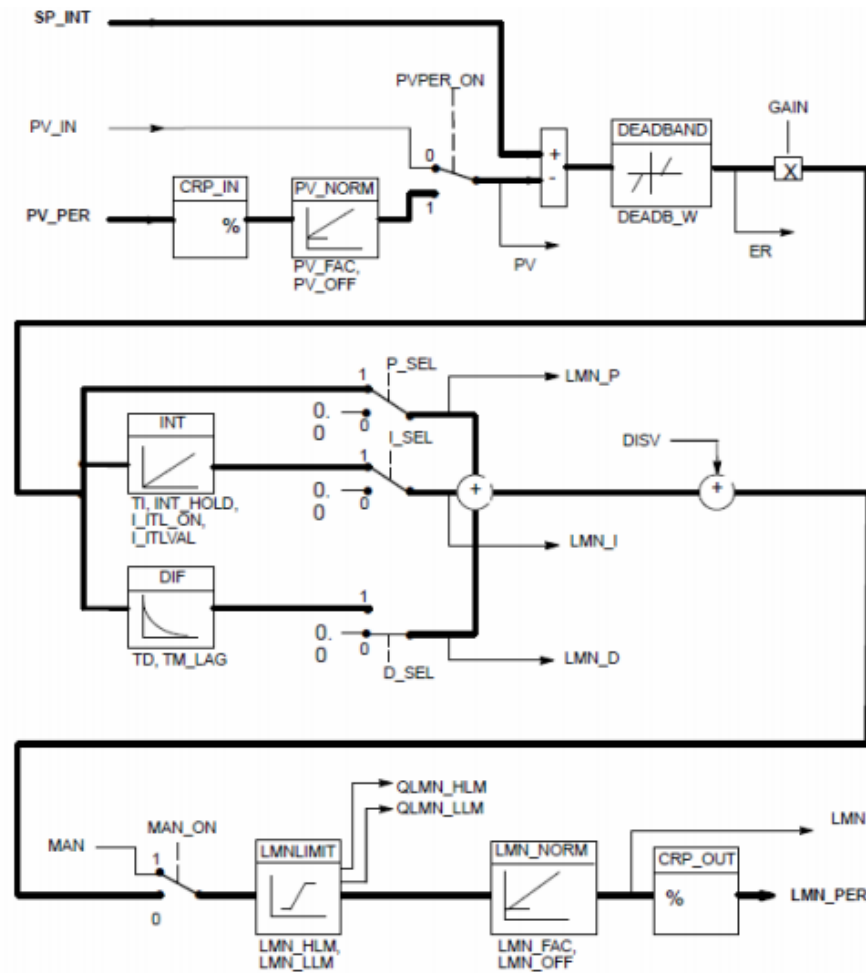 SP_INT
PVPER_ON
GAIN
PV_IN
DEADBAND
0
+
-
X
CRP_IN
PV_NORM
PV_PER
%
1
DEADB_W
PV_FAC,
PV_OFF
PV
ER
P_SEL
1
LMN_P
0.
0
0
INT
I_SEL
1
DISV
0.
0
0
+
+
TI, INT_HOLD,
I_ITL_ON,
I_ITLVAL
LMN_I
DIF
1
0.
0
0
TD, TM_LAG
D_SEL
LMN_D
QLMN_HLM
QLMN_LLM
MAN
MAN_ON
LMN
1
LMNLIMIT
LMN_NORM
CRP_OUT
%
LMN_PER
0
LMN_HLM,
LMN_LLM
LMN_FAC,
LMN_OFF